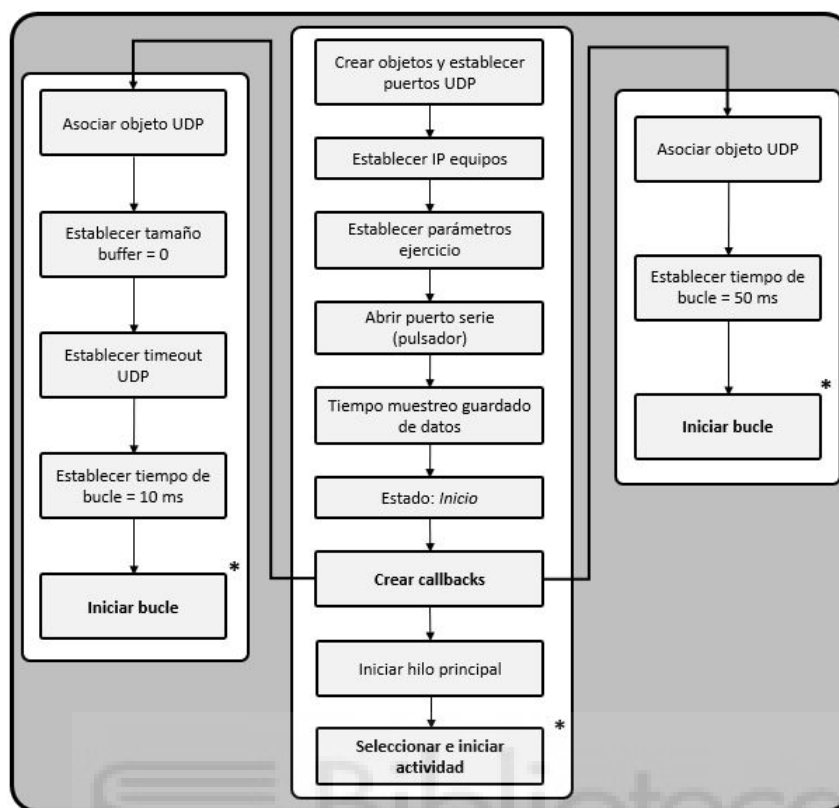 Asociar objeto UDP
Establecer tamaño
buffer = 0
Establecer timeout
UDP
Establecer tiempo de
bucle = 10 ms
*
Iniciar bucle
Crear objetos y establecer
puertos UDP
Establecer IP equipos
Establecer parámetros
ejercicio
Abrir puerto serie
(pulsador)
Tiempo muestreo guardado
de datos
Estado: Inicio
Crear callbacks
Iniciar hilo principal
*
Seleccionar e iniciar
actividad
Asociar objeto UDP
Establecer tiempo de
bucle = 50 ms
*
Iniciar bucle
Biblioteca